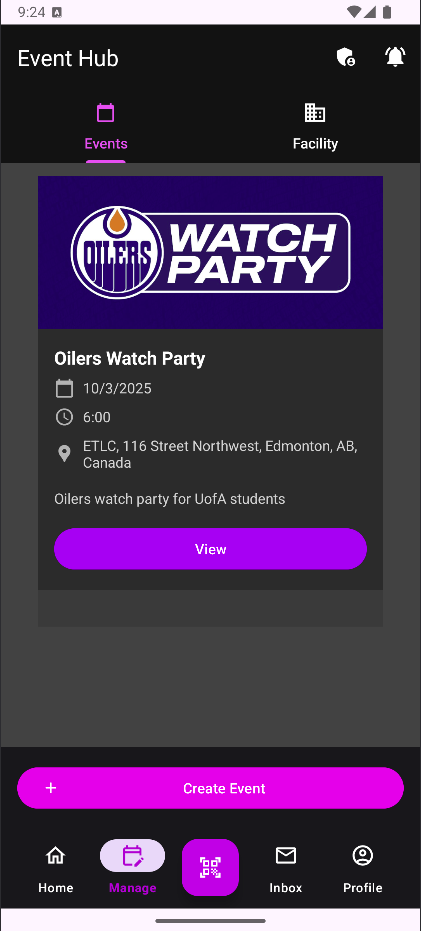 9:24 A
Event Hub
Events
Facility
OILERS
WATCH
PARTY
Oilers Watch Party
10/3/2025
6:00
ETLC, 116 Street Northwest, Edmonton, AB,
Canada
Oilers watch party for UofA students
View
+ Create Event
Home
Manage
Inbox
Profile